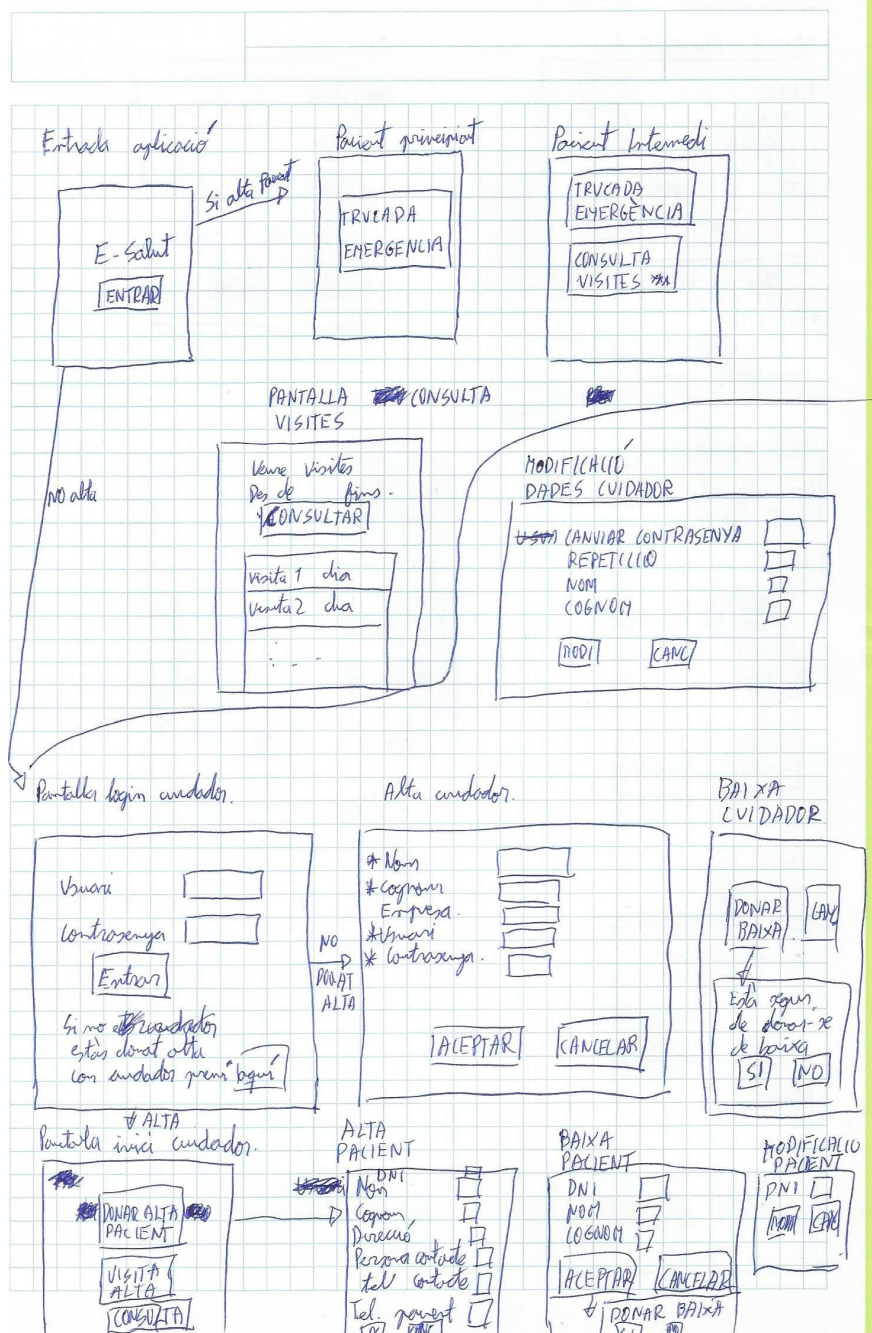 Entrada aplicació
Si alta Pacient
E-Salut
ENTRAR
Pacient principiant
TRUCADA
EMERGENCIA
Pacient Intermedi
TRUCADA
EMERGÈNCIA
CONSULTA
VISITES
NO alta
PANTALLA CONSULTA
VISITES
Veure Visites
Des de fins.
CONSULTAR
visita 1 dia
visita 2 dia
. . .
MODIFICACIÓ
DADES CUIDADOR
CANVIAR CONTRASENYA
REPETICIO
NOM
COGNOM
MODI CANC
Pantalla login cuidador.
Usuari
contrasenya
Entrar
Si no
estàs donat alta
com cuidador prem aquí
NO
DONAT
ALTA
Alta cuidador.
* Nom
* Cognom
Empresa.
* Usuari
* Contrasenya.
ACEPTAR CANCELAR
BAIXA
CUIDADOR
DONAR
BAIXA
CAN
Està segur
de donar-se
de baixa
SI NO
ALTA
Pantalla inici cuidador.
DONAR ALTA
PACIENT
VISITA
ALTA
CONSULTA
ALTA
PACIENT
DNI
Nom
Cognom
Direcció
Persona contacte
tel contacte
Tel. pacient
BAIXA
PACIENT
DNI
NOM
COGNOM
ACEPTAR CANCELAR
DONAR BAIXA
SI NO
MODIFICACIO
PACIENT
DNI
CAN